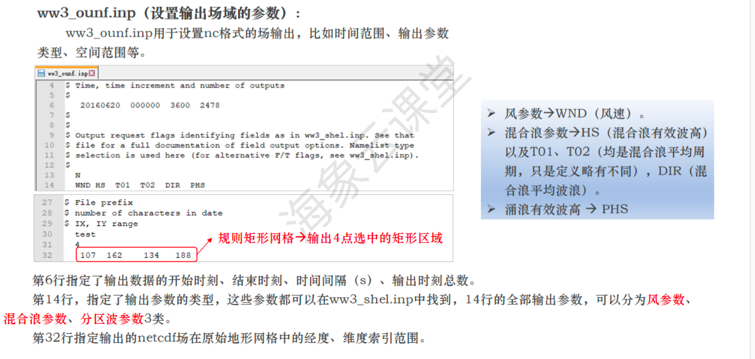 ww3_ounf.inp（设置输出场域的参数）：
ww3_ounf.inp用于设置nc格式的场输出，比如时间范围、输出参数
类型、空间范围等。
ww3_ounf.inp
4 $ Time, time increment and number of outputs
5 $
6 20160620 000000 3600 2478
7 $
8 $
9 $ Output request flags identifying fields as in ww3_shel.inp. See that
10 $ file for a full documentation of field output options. Namelist type
11 $ selection is used here (for alternative F/T flags, see ww3_shel.inp).
12 $
13 N
14 WND HS T01 T02 DIR PHS
27 $ File prefix
28 $ number of characters in date
29 $ IX, IY range
30 test
31 4
32 107 162 134 188
规则矩形网格→输出4点选中的矩形区域
➢ 风参数→WND（风速）。
➢ 混合浪参数→HS（混合浪有效波高）
以及T01、T02（均是混合浪平均周
期，只是定义略有不同），DIR（混
合浪平均波浪）。
➢ 涌浪有效波高 → PHS
第6行指定了输出数据的开始时刻、结束时刻、时间间隔（s）、输出时刻总数。
第14行，指定了输出参数的类型，这些参数都可以在ww3_shel.inp中找到，14行的全部输出参数，可以分为风参数、
混合浪参数、分区波参数3类。
第32行指定输出的netcdf场在原始地形网格中的经度、维度索引范围。
海象云课堂